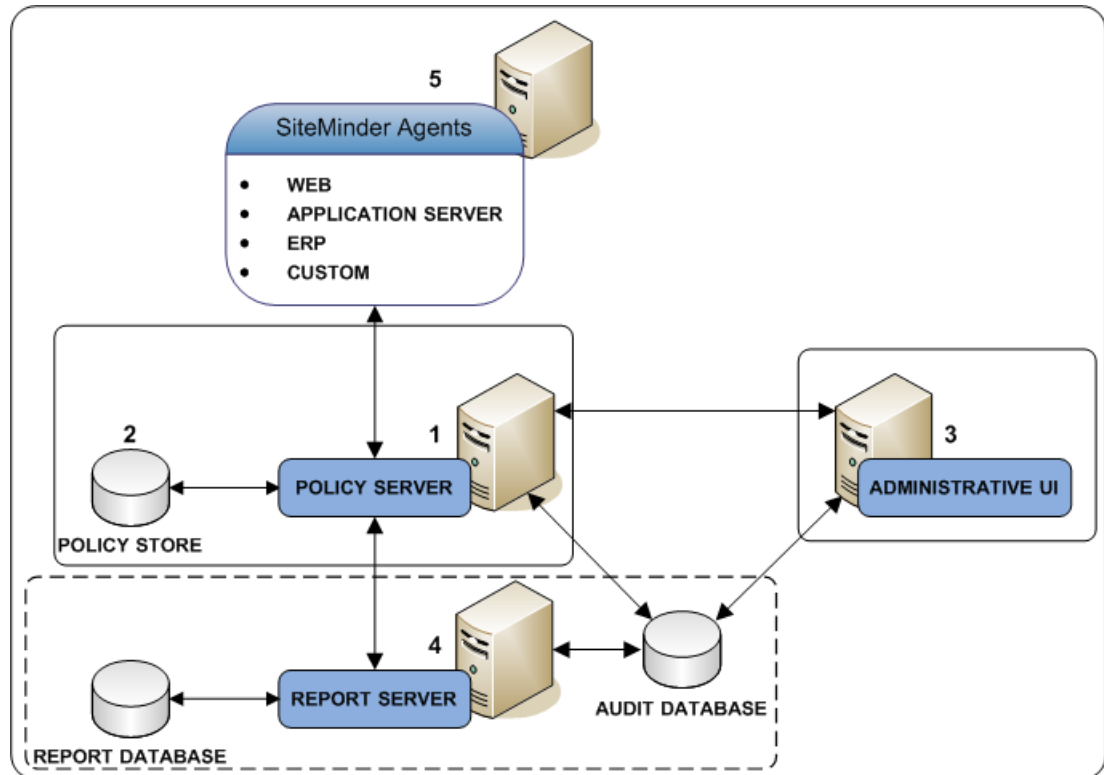 5
SiteMinder Agents
• WEB
• APPLICATION SERVER
• ERP
• CUSTOM
2
1
3
POLICY SERVER
ADMINISTRATIVE UI
POLICY STORE
4
REPORT SERVER
AUDIT DATABASE
REPORT DATABASE